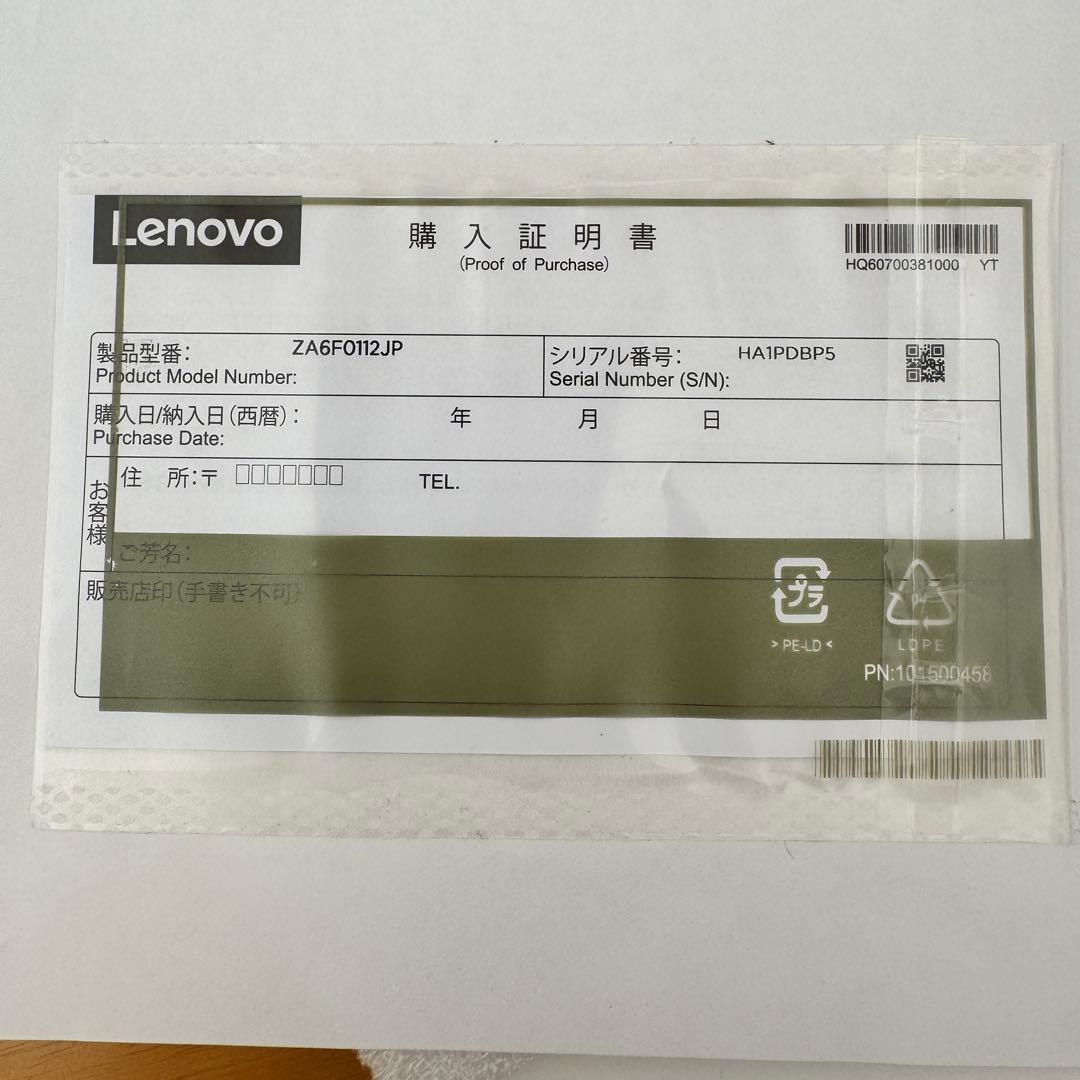 Lenovo
購入証明書
(Proof of Purchase)
HQ60700381000 YT
製品型番: ZA6F0112JP
Product Model Number:
シリアル番号: HA1PDBP5
Serial Number (S/N):
購入日/納入日(西暦): 年 月 日
Purchase Date:
お客様
住 所:〒 □□□□□□□ TEL.
ご芳名:
販売店印(手書き不可)
プラ
>PE-LD<
LDPE
PN:101500458